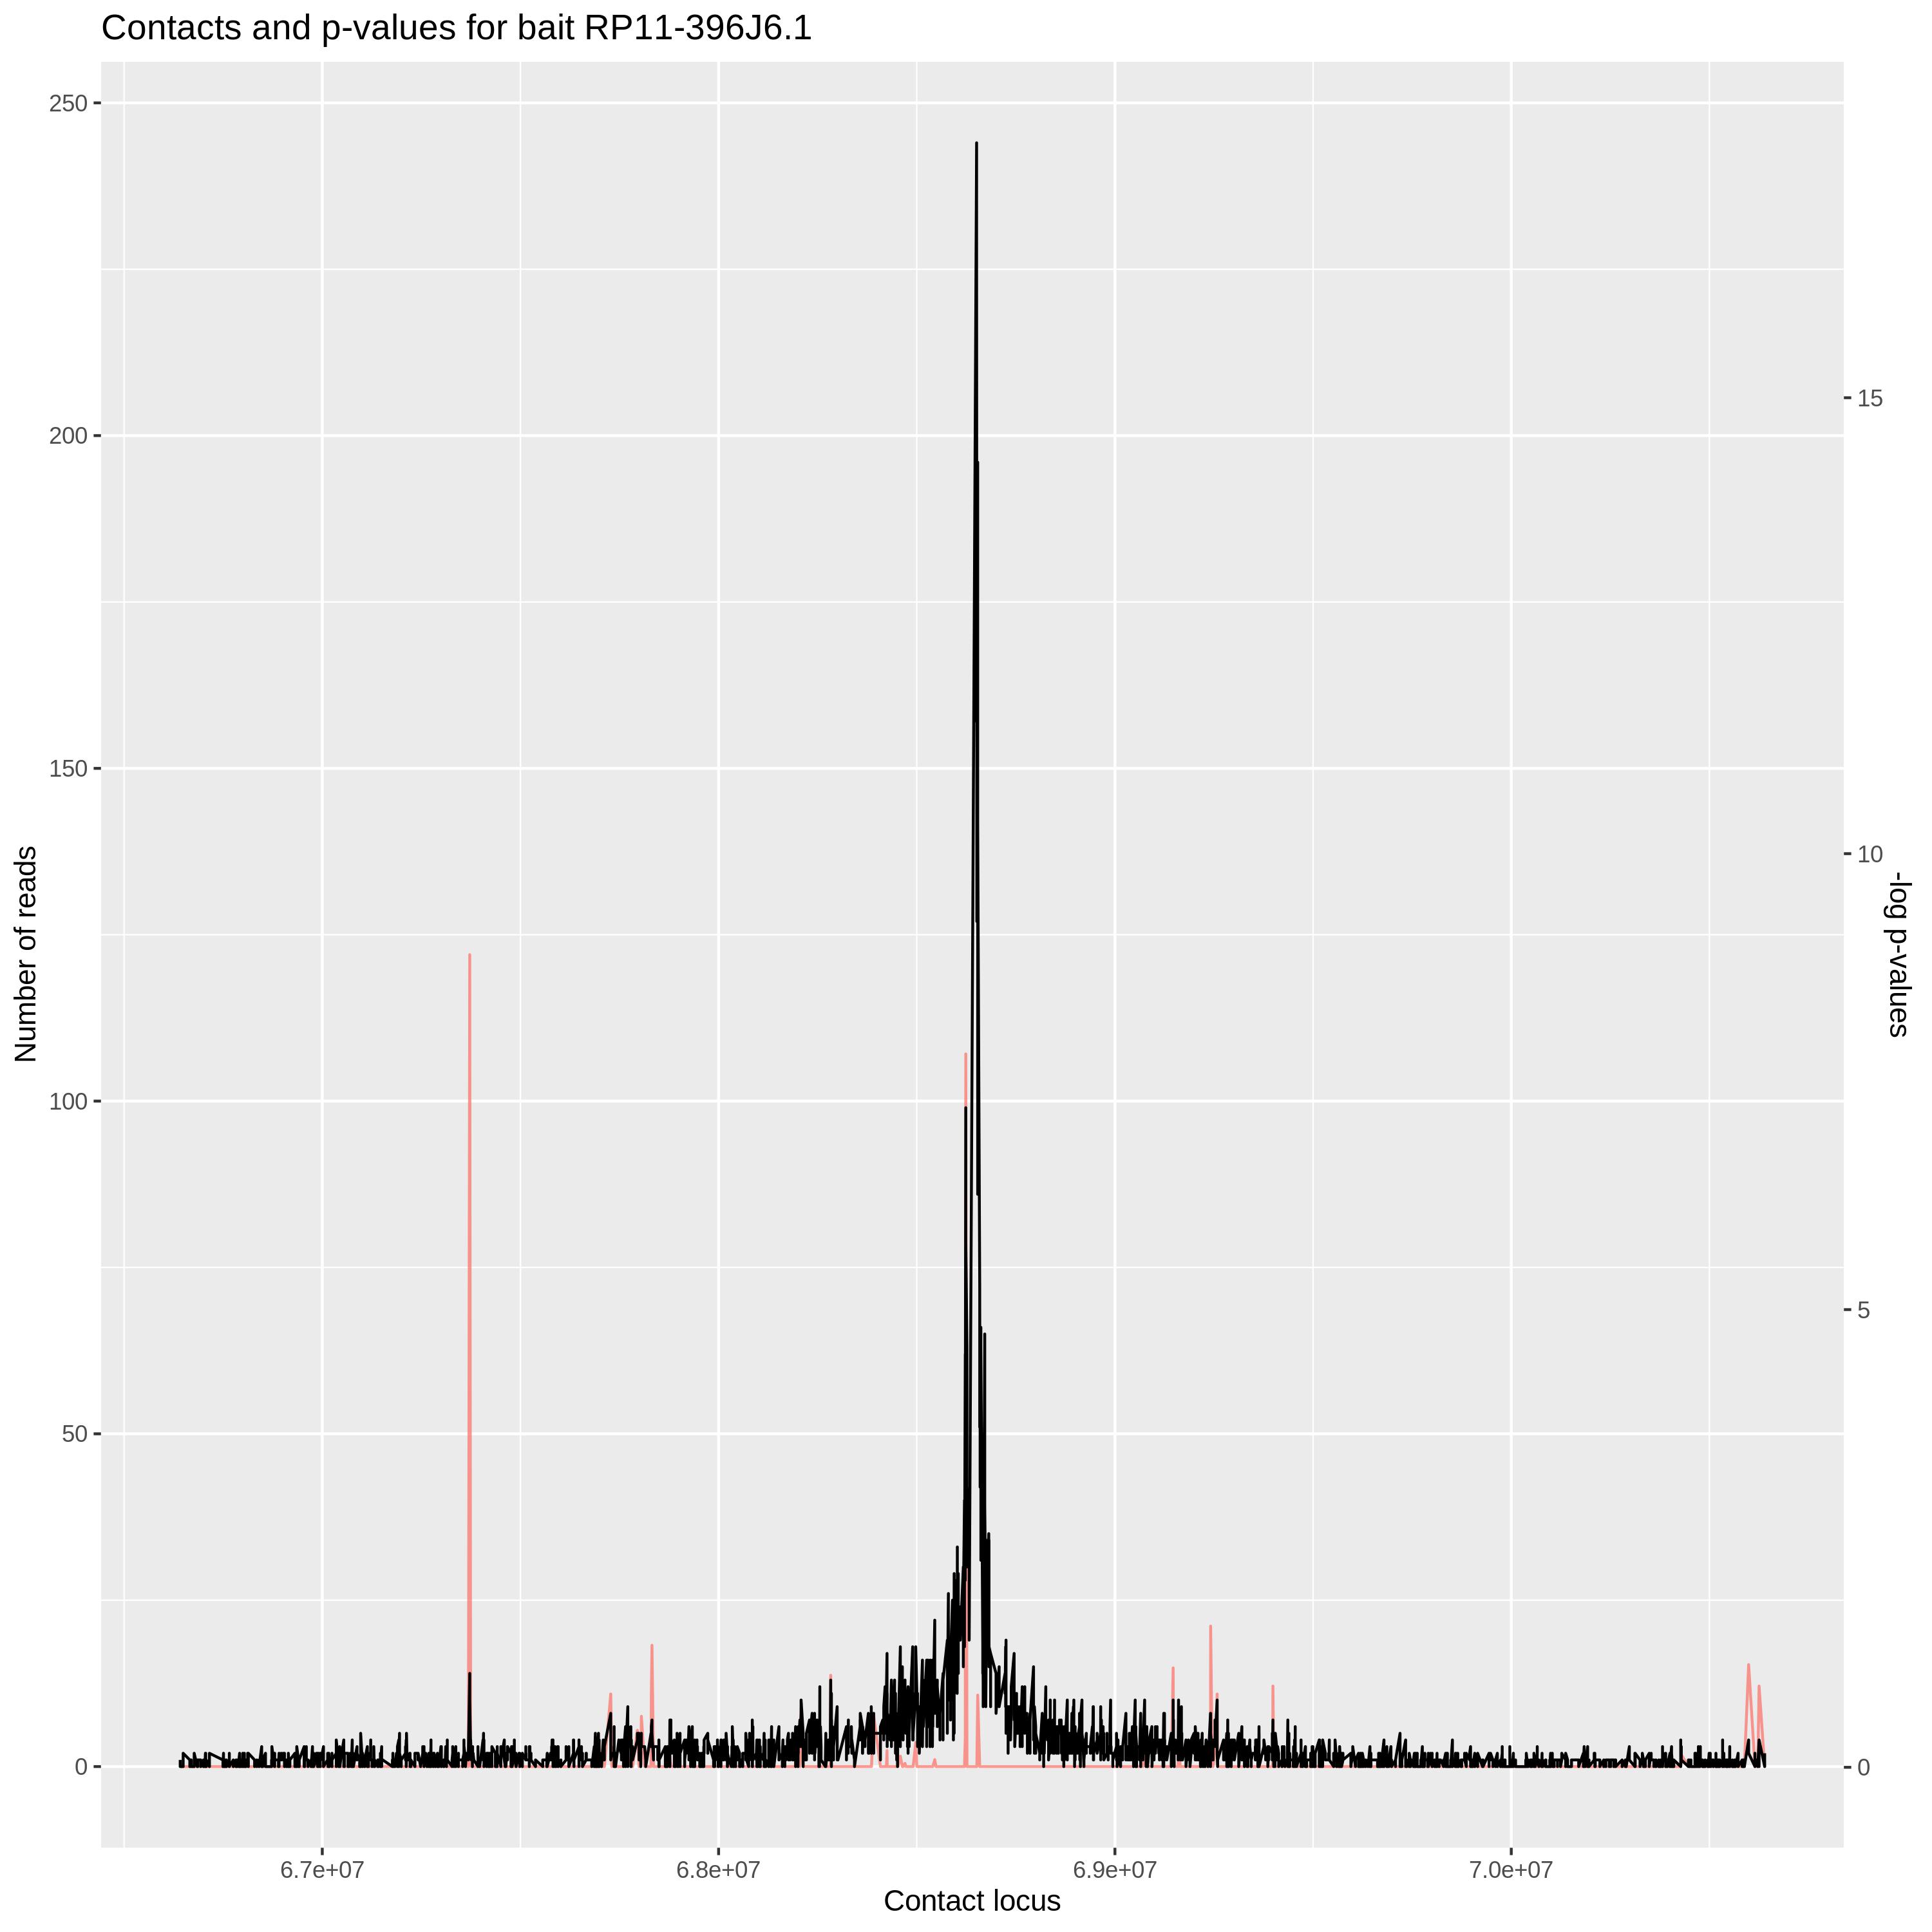 Contacts and p-values for bait RP11-396J6.1
250
200
150
100
50
0
Number of reads
15
10
5
0
-log p-values
6.7e+07 6.8e+07 6.9e+07 7.0e+07
Contact locus